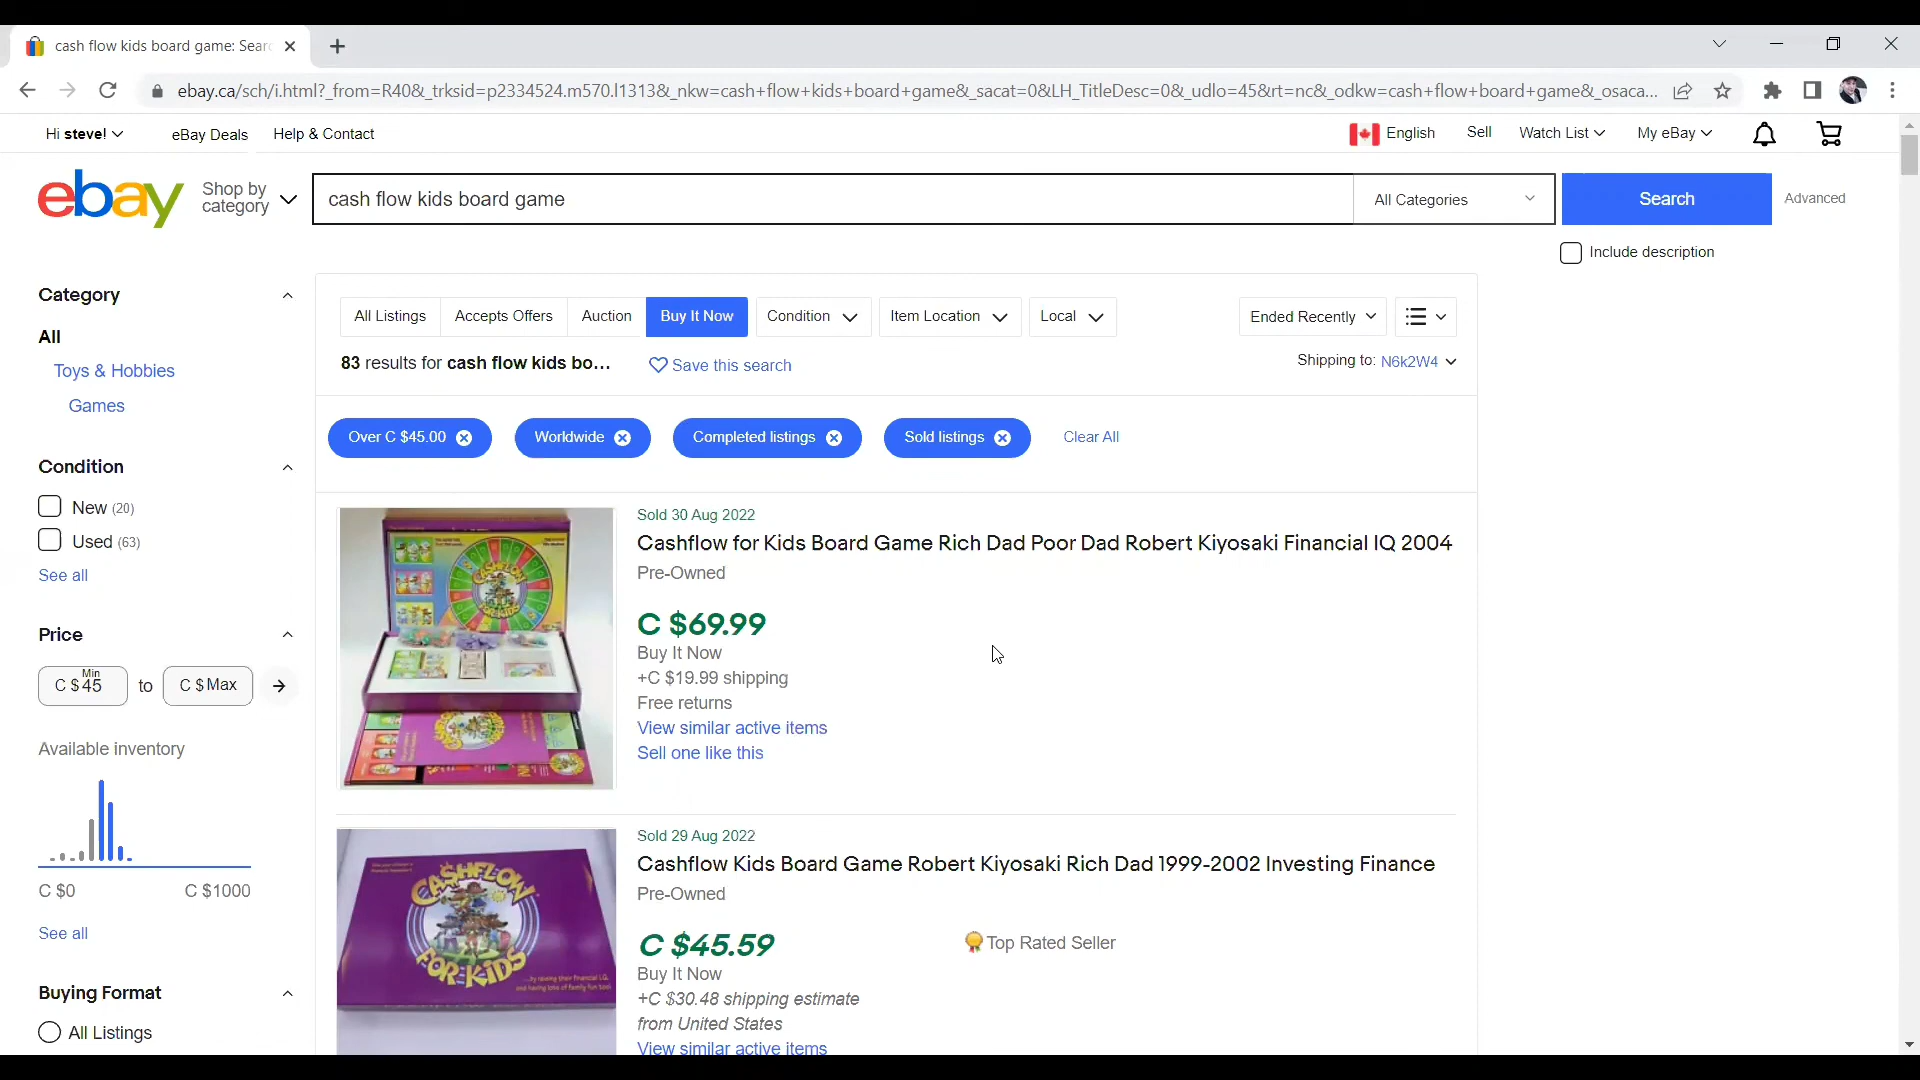 cash flow kids board game: Sear
ebay.ca/sch/i.html?_from=R40&_trksid=p2334524.m570.l1313&_nkw=cash+flow+kids+board+game&_sacat=0&LH_TitleDesc=0&_udlo=45&rt=nc&_odkw=cash+flow+board+game&_osaca...
Hi steve!
eBay Deals
Help & Contact
English
Sell
Watch List
My eBay
ebay
Shop by
category
cash flow kids board game
All Categories
Search
Advanced
Include description
Category
All
Toys & Hobbies
Games
Condition
New (20)
Used (63)
See all
Price
Min
C $ 45
to
C $ Max
Available inventory
C $0
C $1000
See all
Buying Format
All Listings
All Listings
Accepts Offers
Auction
Buy It Now
Condition
Item Location
Local
Ended Recently
83 results for cash flow kids bo...
Save this search
Shipping to: N6k2W4
Over C $45.00
Worldwide
Completed listings
Sold listings
Clear All
CASHFLOW
FOR KIDS
Sold 30 Aug 2022
Cashflow for Kids Board Game Rich Dad Poor Dad Robert Kiyosaki Financial IQ 2004
Pre-Owned
C $69.99
Buy It Now
+C $19.99 shipping
Free returns
View similar active items
Sell one like this
CASHFLOW
FOR KIDS
Sold 29 Aug 2022
Cashflow Kids Board Game Robert Kiyosaki Rich Dad 1999-2002 Investing Finance
Pre-Owned
C $45.59
Top Rated Seller
Buy It Now
+C $30.48 shipping estimate
from United States
View similar active items